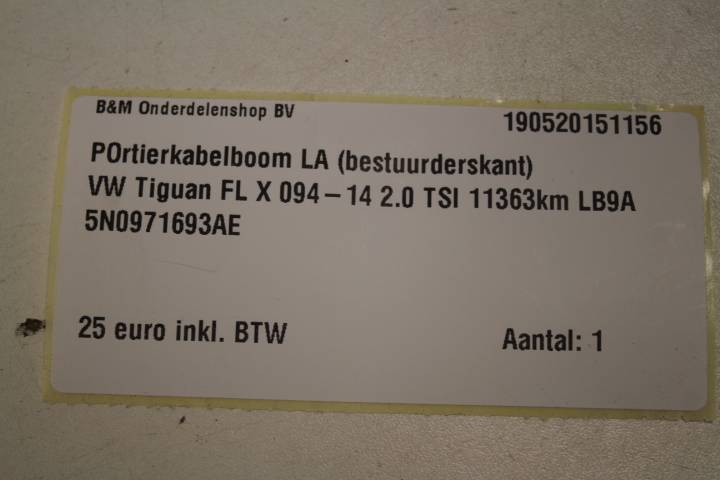 B&M Onderdelenshop BV
190520151156
POrtierkabelboom LA (bestuurderskant)
VW Tiguan FL X 094-14 2.0 TSI 11363km LB9A
5N0971693AE
25 euro inkl. BTW
Aantal: 1